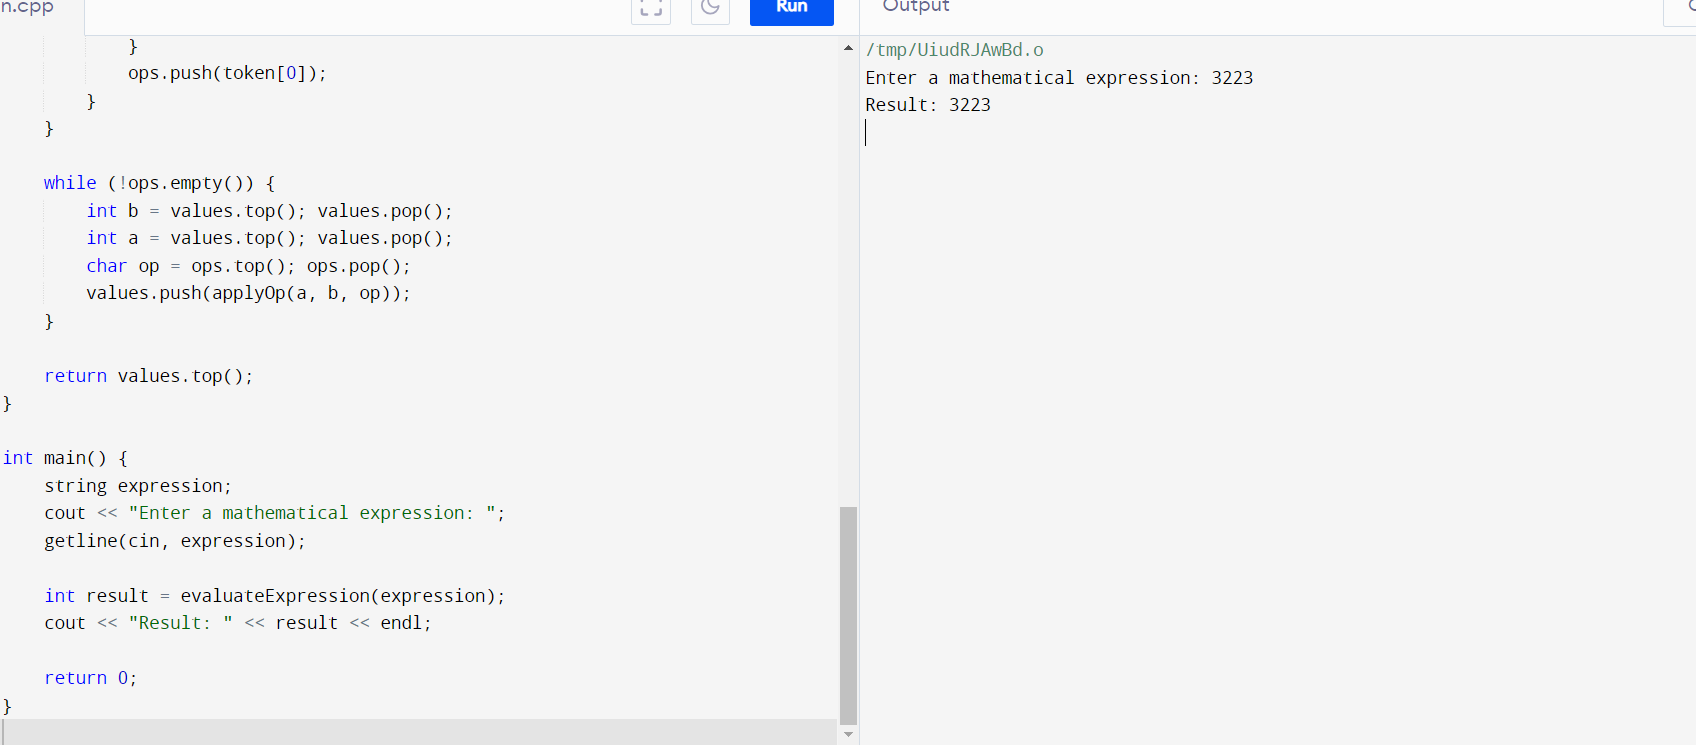 n.cpp
Run
Output
            }
            ops.push(token[0]);
        }
    }

    while (!ops.empty()) {
        int b = values.top(); values.pop();
        int a = values.top(); values.pop();
        char op = ops.top(); ops.pop();
        values.push(applyOp(a, b, op));
    }

    return values.top();
}

int main() {
    string expression;
    cout << "Enter a mathematical expression: ";
    getline(cin, expression);

    int result = evaluateExpression(expression);
    cout << "Result: " << result << endl;

    return 0;
}
/tmp/UiudRJAwBd.o
Enter a mathematical expression: 3223
Result: 3223